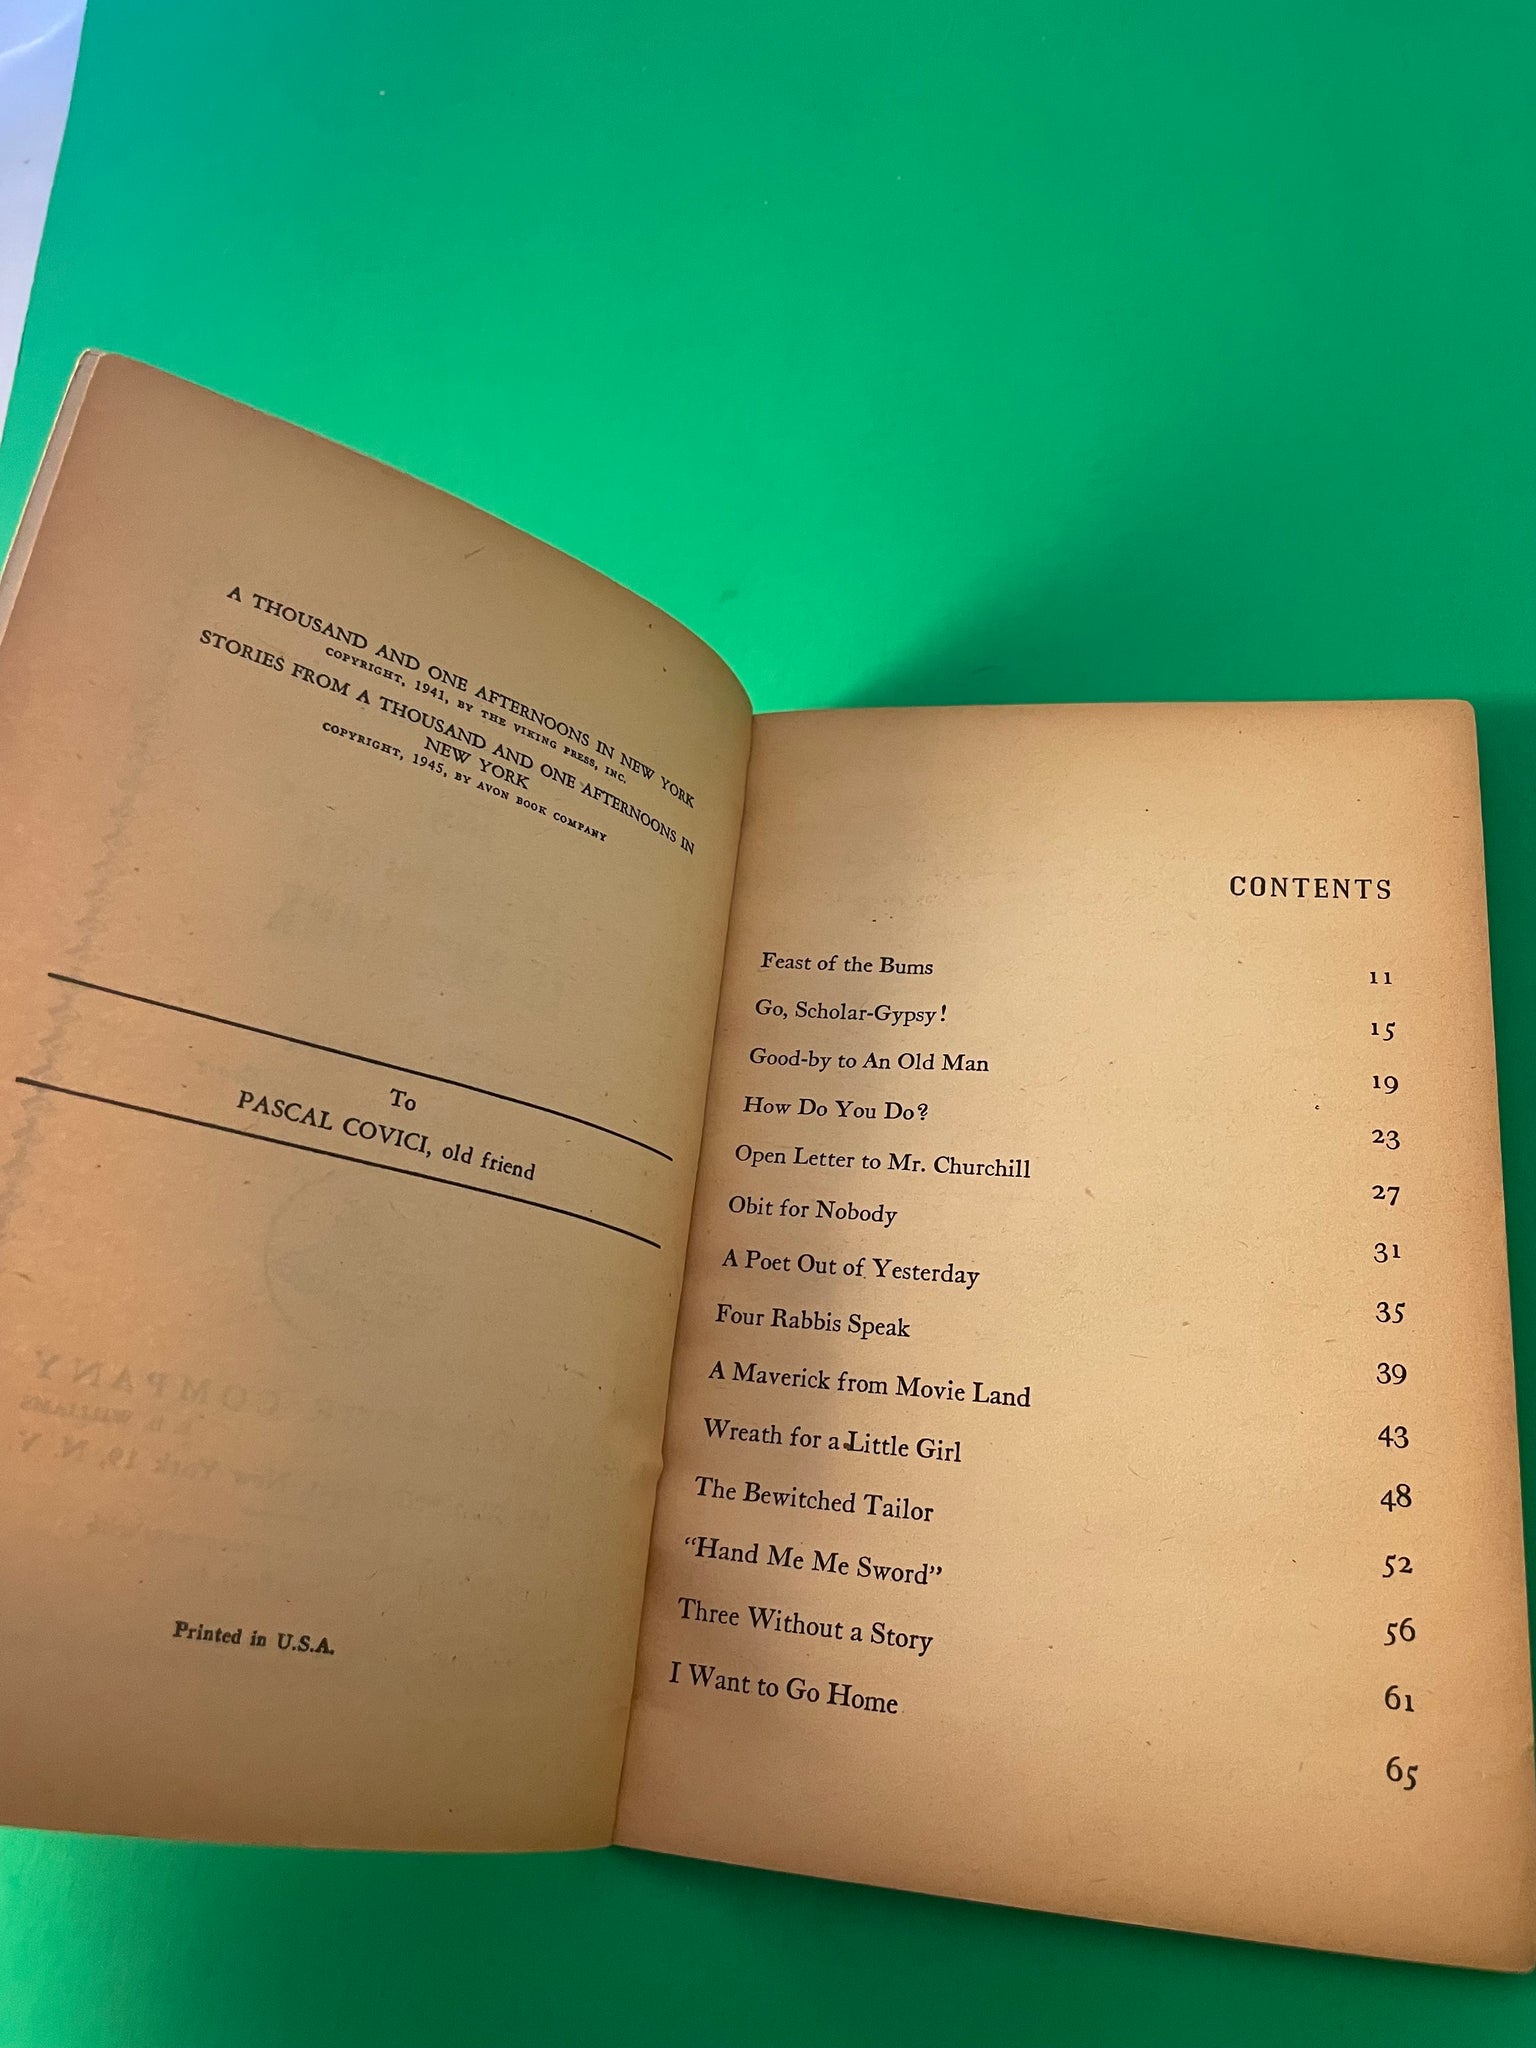 A THOUSAND AND ONE AFTERNOONS IN NEW YORK
COPYRIGHT, 1941, BY THE VIKING PRESS, INC.
STORIES FROM A THOUSAND AND ONE AFTERNOONS IN
NEW YORK
COPYRIGHT, 1945, BY AVON BOOK COMPANY
To
PASCAL COVICI, old friend
Printed in U.S.A.
CONTENTS
Feast of the Bums 11
Go, Scholar-Gypsy! 15
Good-by to An Old Man 19
How Do You Do? 23
Open Letter to Mr. Churchill 27
Obit for Nobody 31
A Poet Out of Yesterday 35
Four Rabbis Speak 39
A Maverick from Movie Land 43
Wreath for a Little Girl 48
The Bewitched Tailor 52
"Hand Me Me Sword" 56
Three Without a Story 61
I Want to Go Home 65